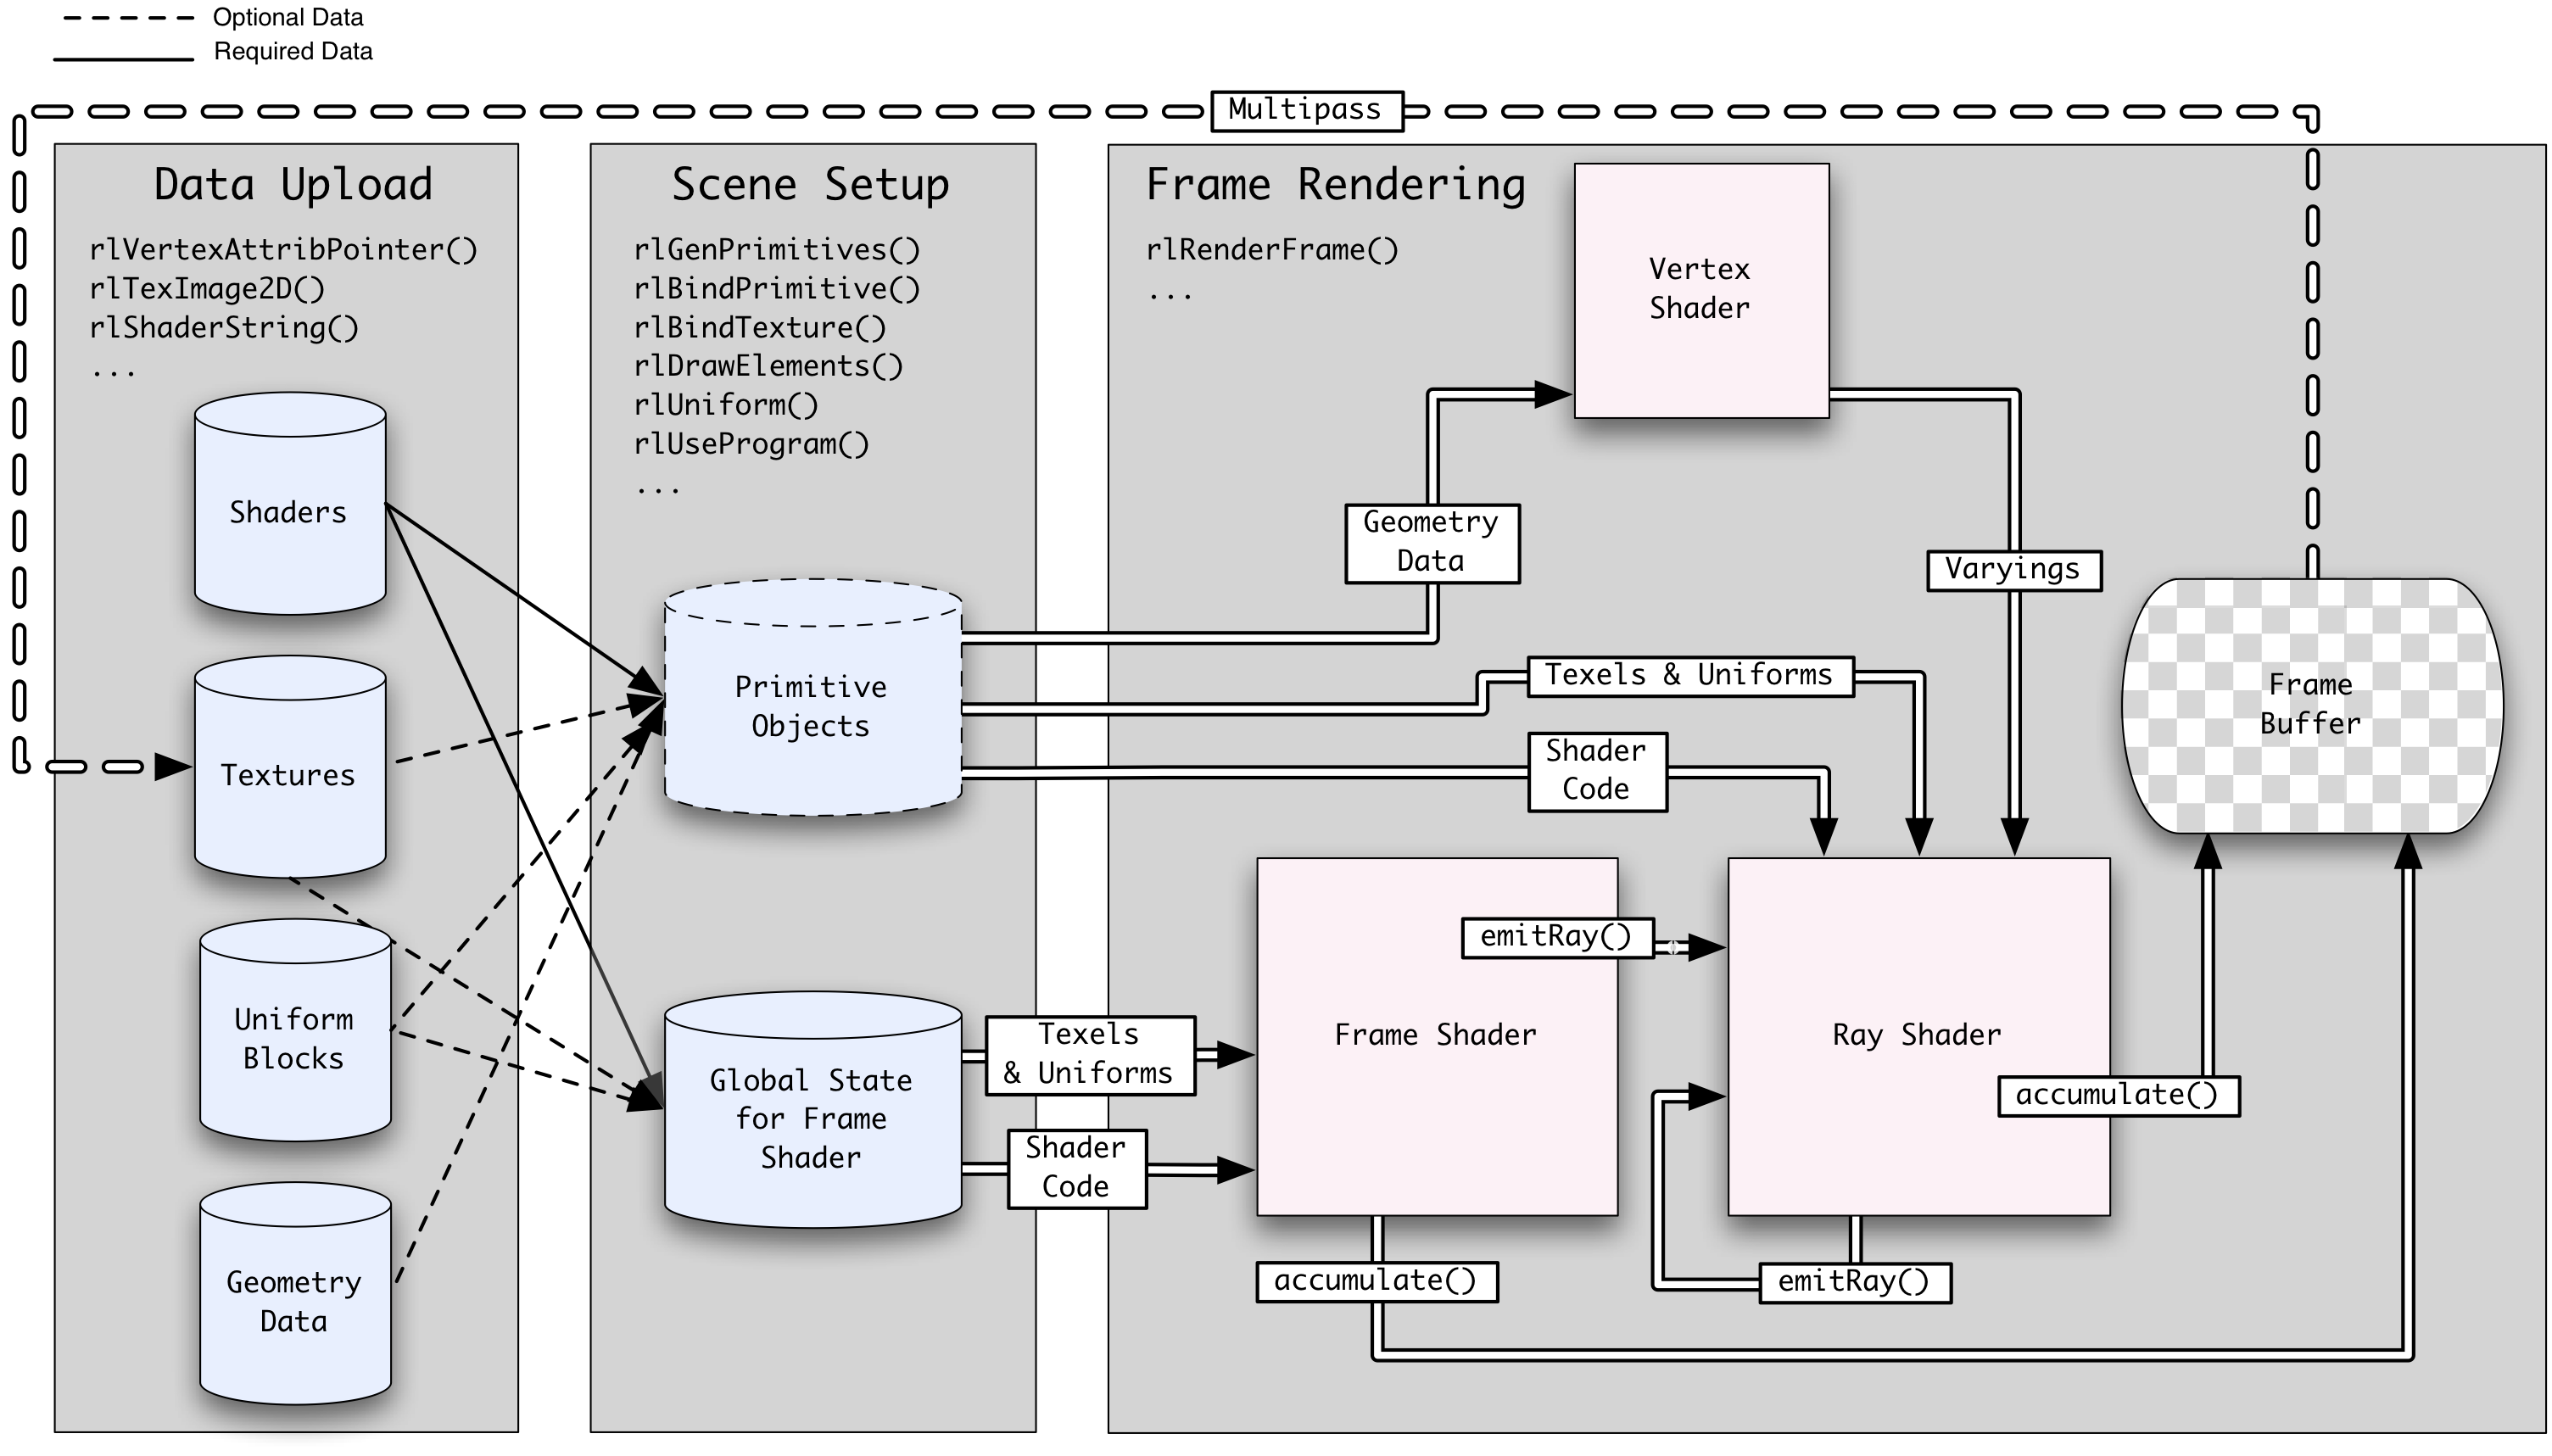 Optional Data
Required Data
Multipass
Data Upload
rlVertexAttribPointer()
rlTexImage2D()
rlShaderString()
...
Shaders
Textures
Uniform
Blocks
Geometry
Data
Scene Setup
rlGenPrimitives()
rlBindPrimitive()
rlBindTexture()
rlDrawElements()
rlUniform()
rlUseProgram()
...
Primitive
Objects
Global State
for Frame
Shader
Texels
& Uniforms
Shader
Code
Frame Rendering
rlRenderFrame()
...
Vertex
Shader
Geometry
Data
Varyings
Texels & Uniforms
Shader
Code
Frame
Buffer
emitRay()
Frame Shader
Ray Shader
accumulate()
accumulate()
emitRay()